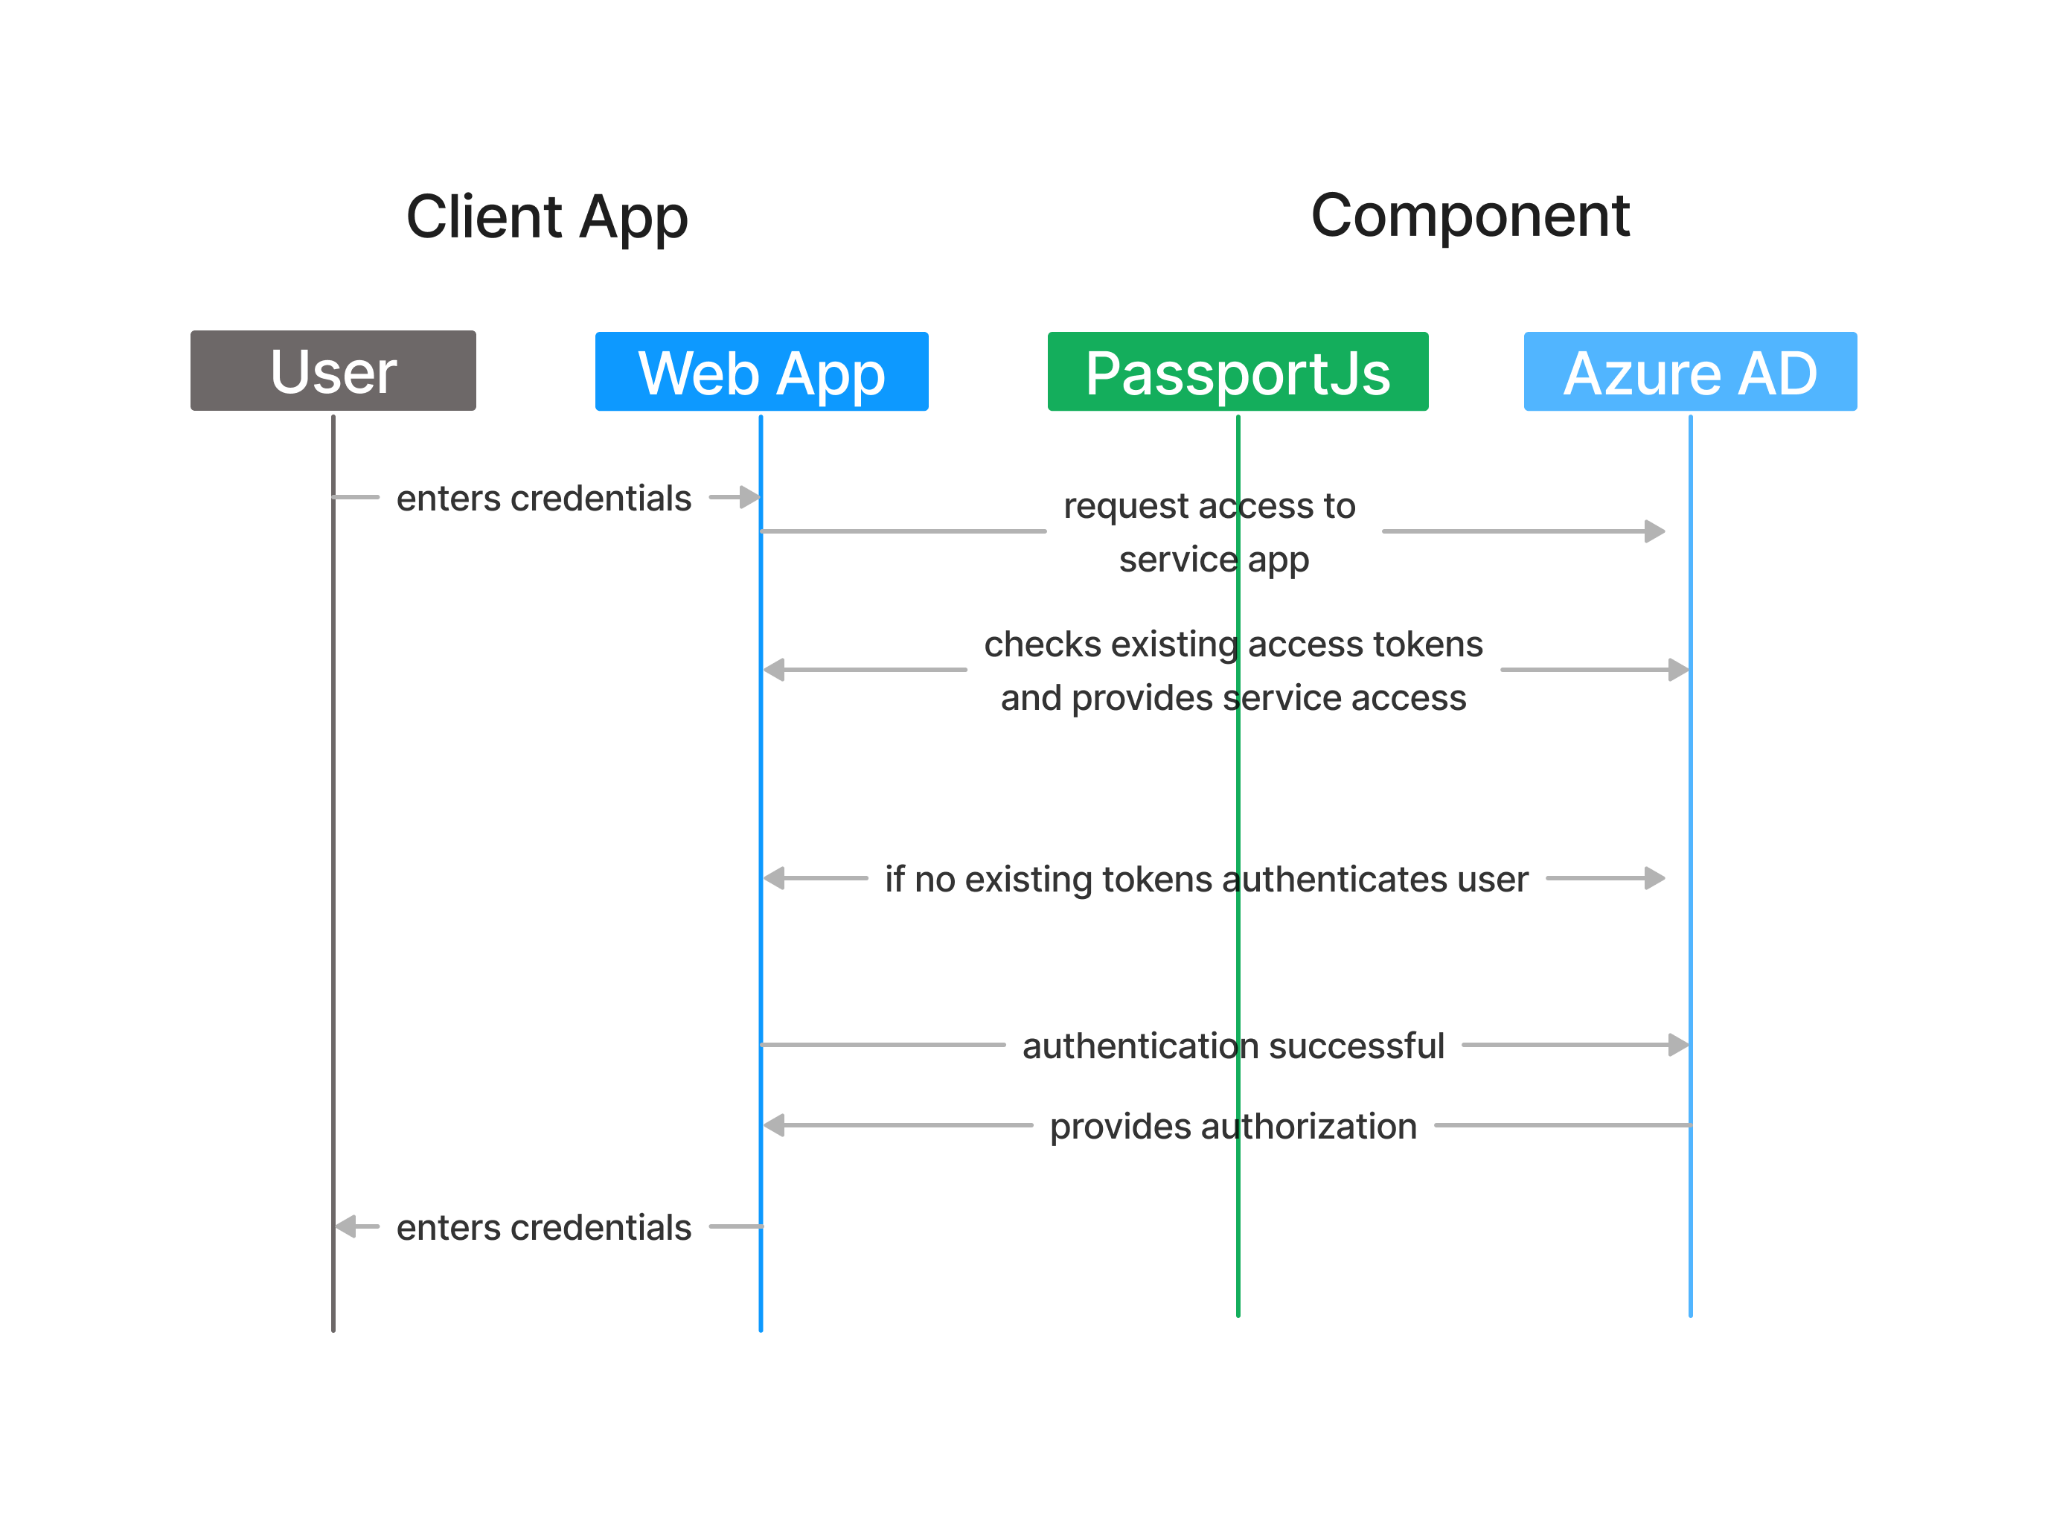 Client App
Component
User
Web App
PassportJs
Azure AD
enters credentials
request access to
service app
checks existing access tokens
and provides service access
if no existing tokens authenticates user
authentication successful
provides authorization
enters credentials